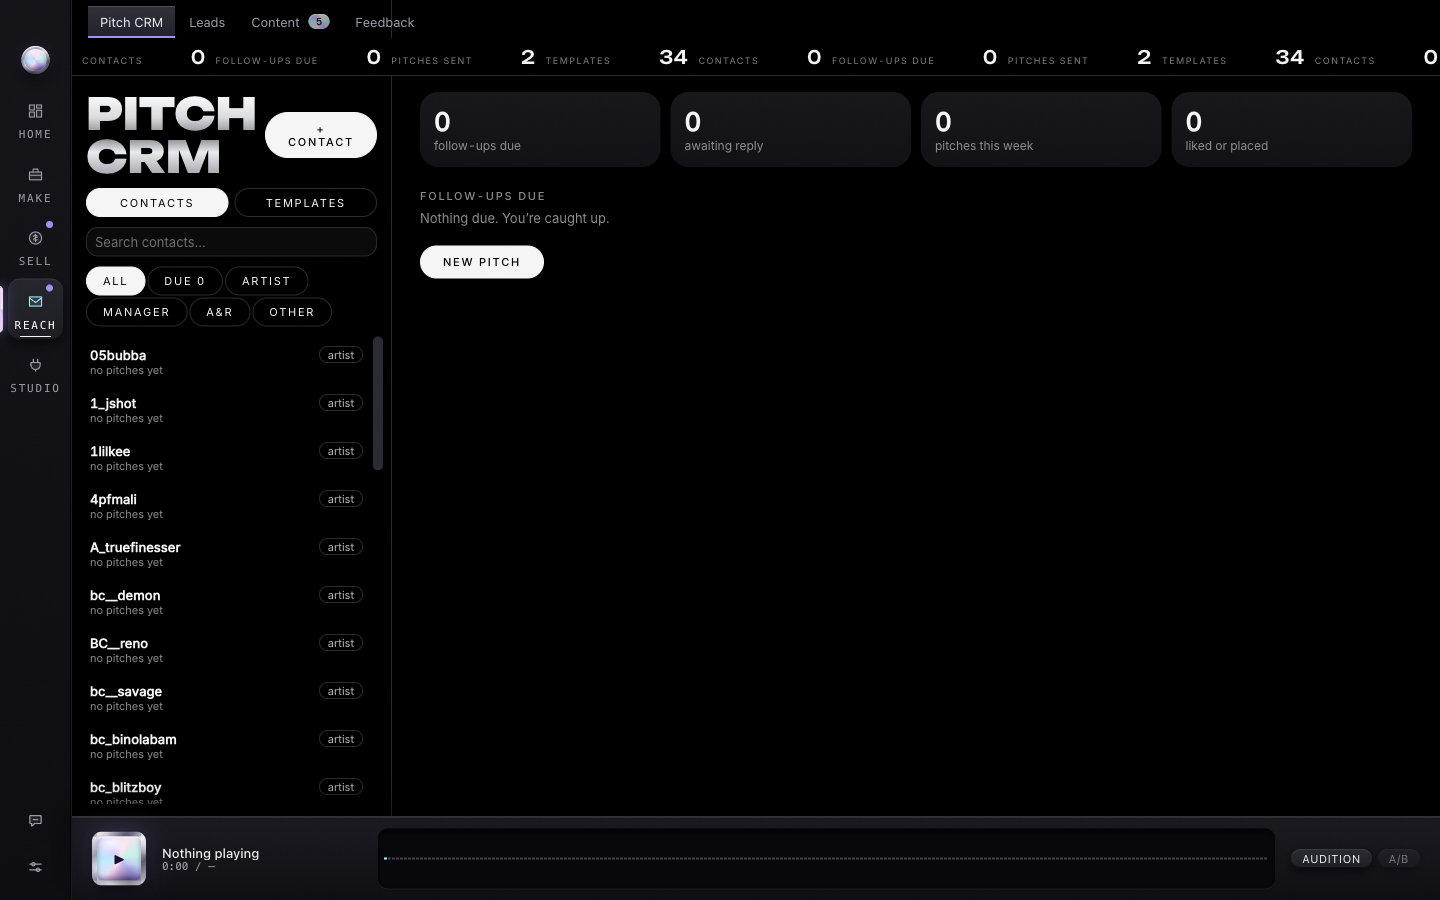 Pitch CRM Leads Content 5 Feedback
CONTACTS 0 FOLLOW-UPS DUE 0 PITCHES SENT 2 TEMPLATES 34 CONTACTS 0 FOLLOW-UPS DUE 0 PITCHES SENT 2 TEMPLATES 34 CONTACTS 0
HOME
MAKE
SELL
REACH
STUDIO
PITCH
CRM
+
CONTACT
CONTACTS TEMPLATES
Search contacts...
ALL DUE 0 ARTIST
MANAGER A&R OTHER
05bubba artist
no pitches yet
1_jshot artist
no pitches yet
1lilkee artist
no pitches yet
4pfmali artist
no pitches yet
A_truefinesser artist
no pitches yet
bc__demon artist
no pitches yet
BC__reno artist
no pitches yet
bc__savage artist
no pitches yet
bc_binolabam artist
no pitches yet
bc_blitzboy artist
no pitches yet
0 0 0 0
follow-ups due awaiting reply pitches this week liked or placed
FOLLOW-UPS DUE
Nothing due. You're caught up.
NEW PITCH
Nothing playing
0:00 / —
AUDITION A/B